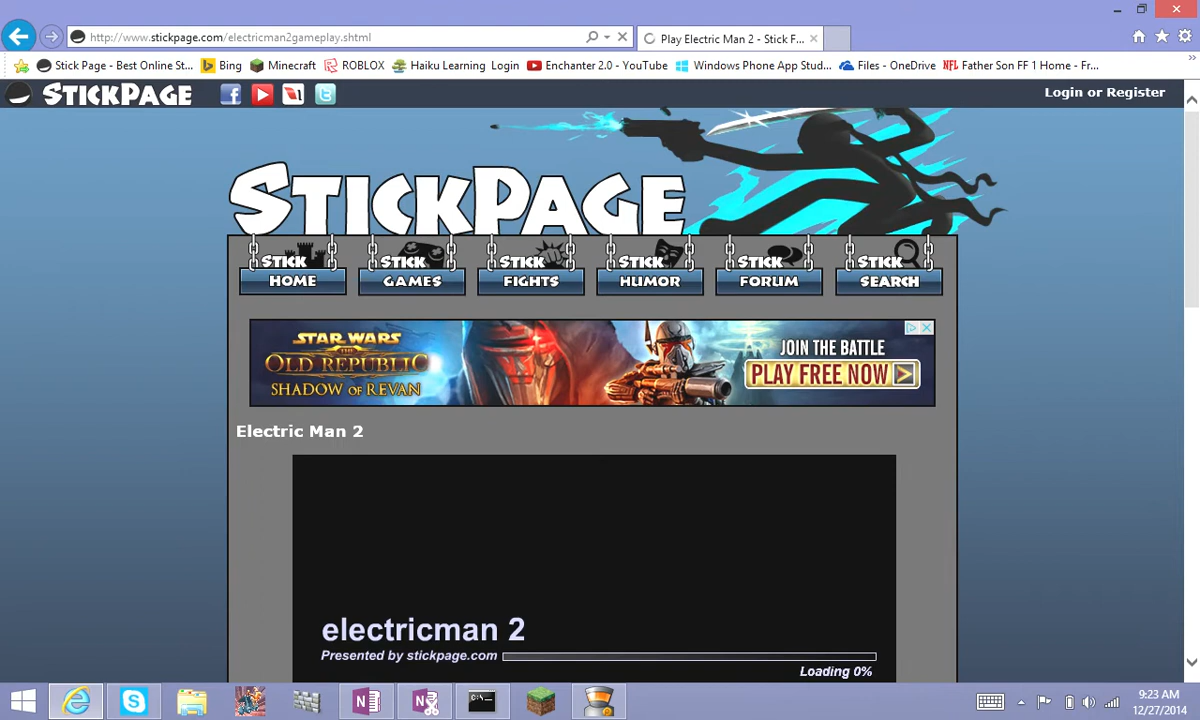 http://www.stickpage.com/electricman2gameplay.shtml
Play Electric Man 2 - Stick F...
Stick Page - Best Online St...
Bing
Minecraft
ROBLOX
Haiku Learning Login
Enchanter 2.0 - YouTube
Windows Phone App Stud...
Files - OneDrive
NFL Father Son FF 1 Home - Fr...
STICKPAGE
Login or Register
STICKPAGE
STICK HOME
STICK GAMES
STICK FIGHTS
STICK HUMOR
STICK FORUM
STICK SEARCH
STAR WARS
THE
OLD REPUBLIC
SHADOW OF REVAN
JOIN THE BATTLE
PLAY FREE NOW
Electric Man 2
electricman 2
Presented by stickpage.com
Loading 0%
9:23 AM
12/27/2014